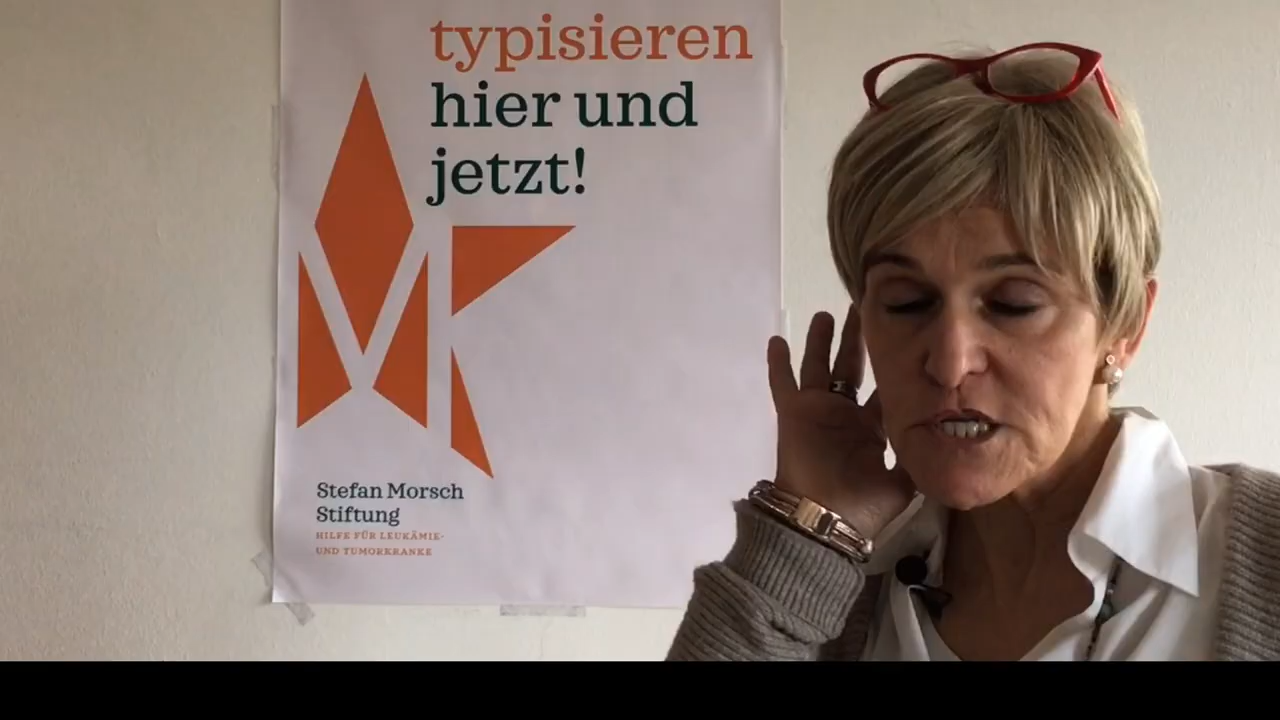 typisieren
hier und
jetzt!
Stefan Morsch
Stiftung
HILFE FÜR LEUKÄMIE-
UND TUMORKRANKE